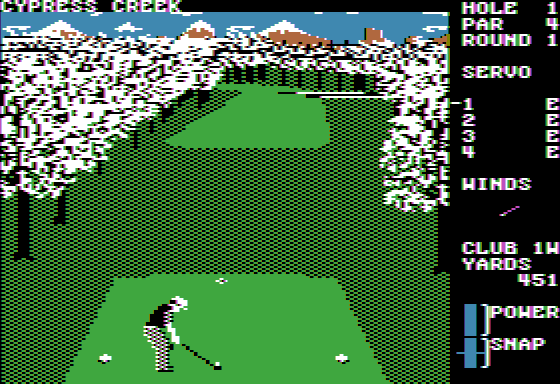 CYPRESS CREEK
HOLE 1
PAR 4
ROUND 1
SERVO
-1 E
2 E
3 E
4 E
WINDS
CLUB 1W
YARDS
451
POWER
SNAP